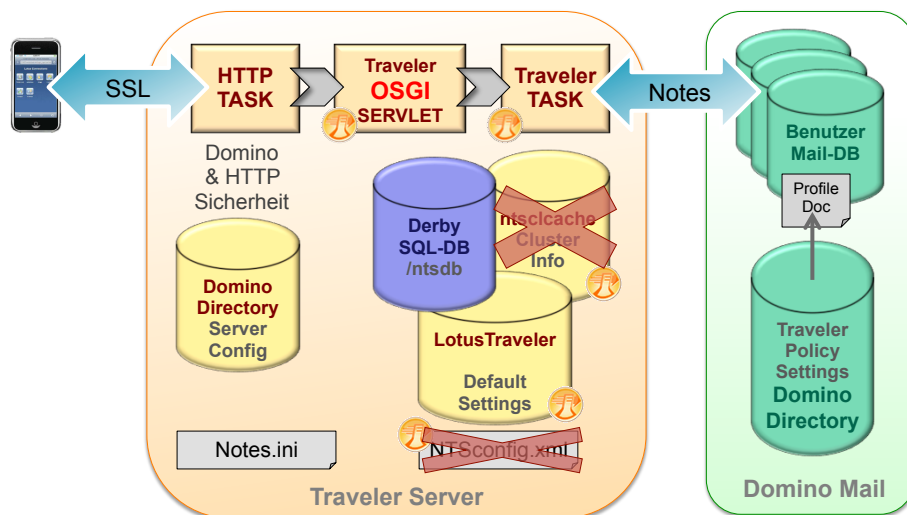 SSL
HTTP
TASK
Traveler
OSGI
SERVLET
Traveler
TASK
Notes
Benutzer
Mail-DB
Profile
Doc
Domino
& HTTP
Sicherheit
Derby
SQL-DB
/ntsdb
ntsclcache
Cluster
Info
Domino
Directory
Server
Config
LotusTraveler
Default
Settings
Traveler
Policy
Settings
Domino
Directory
Notes.ini
NTSconfig.xml
Traveler Server
Domino Mail